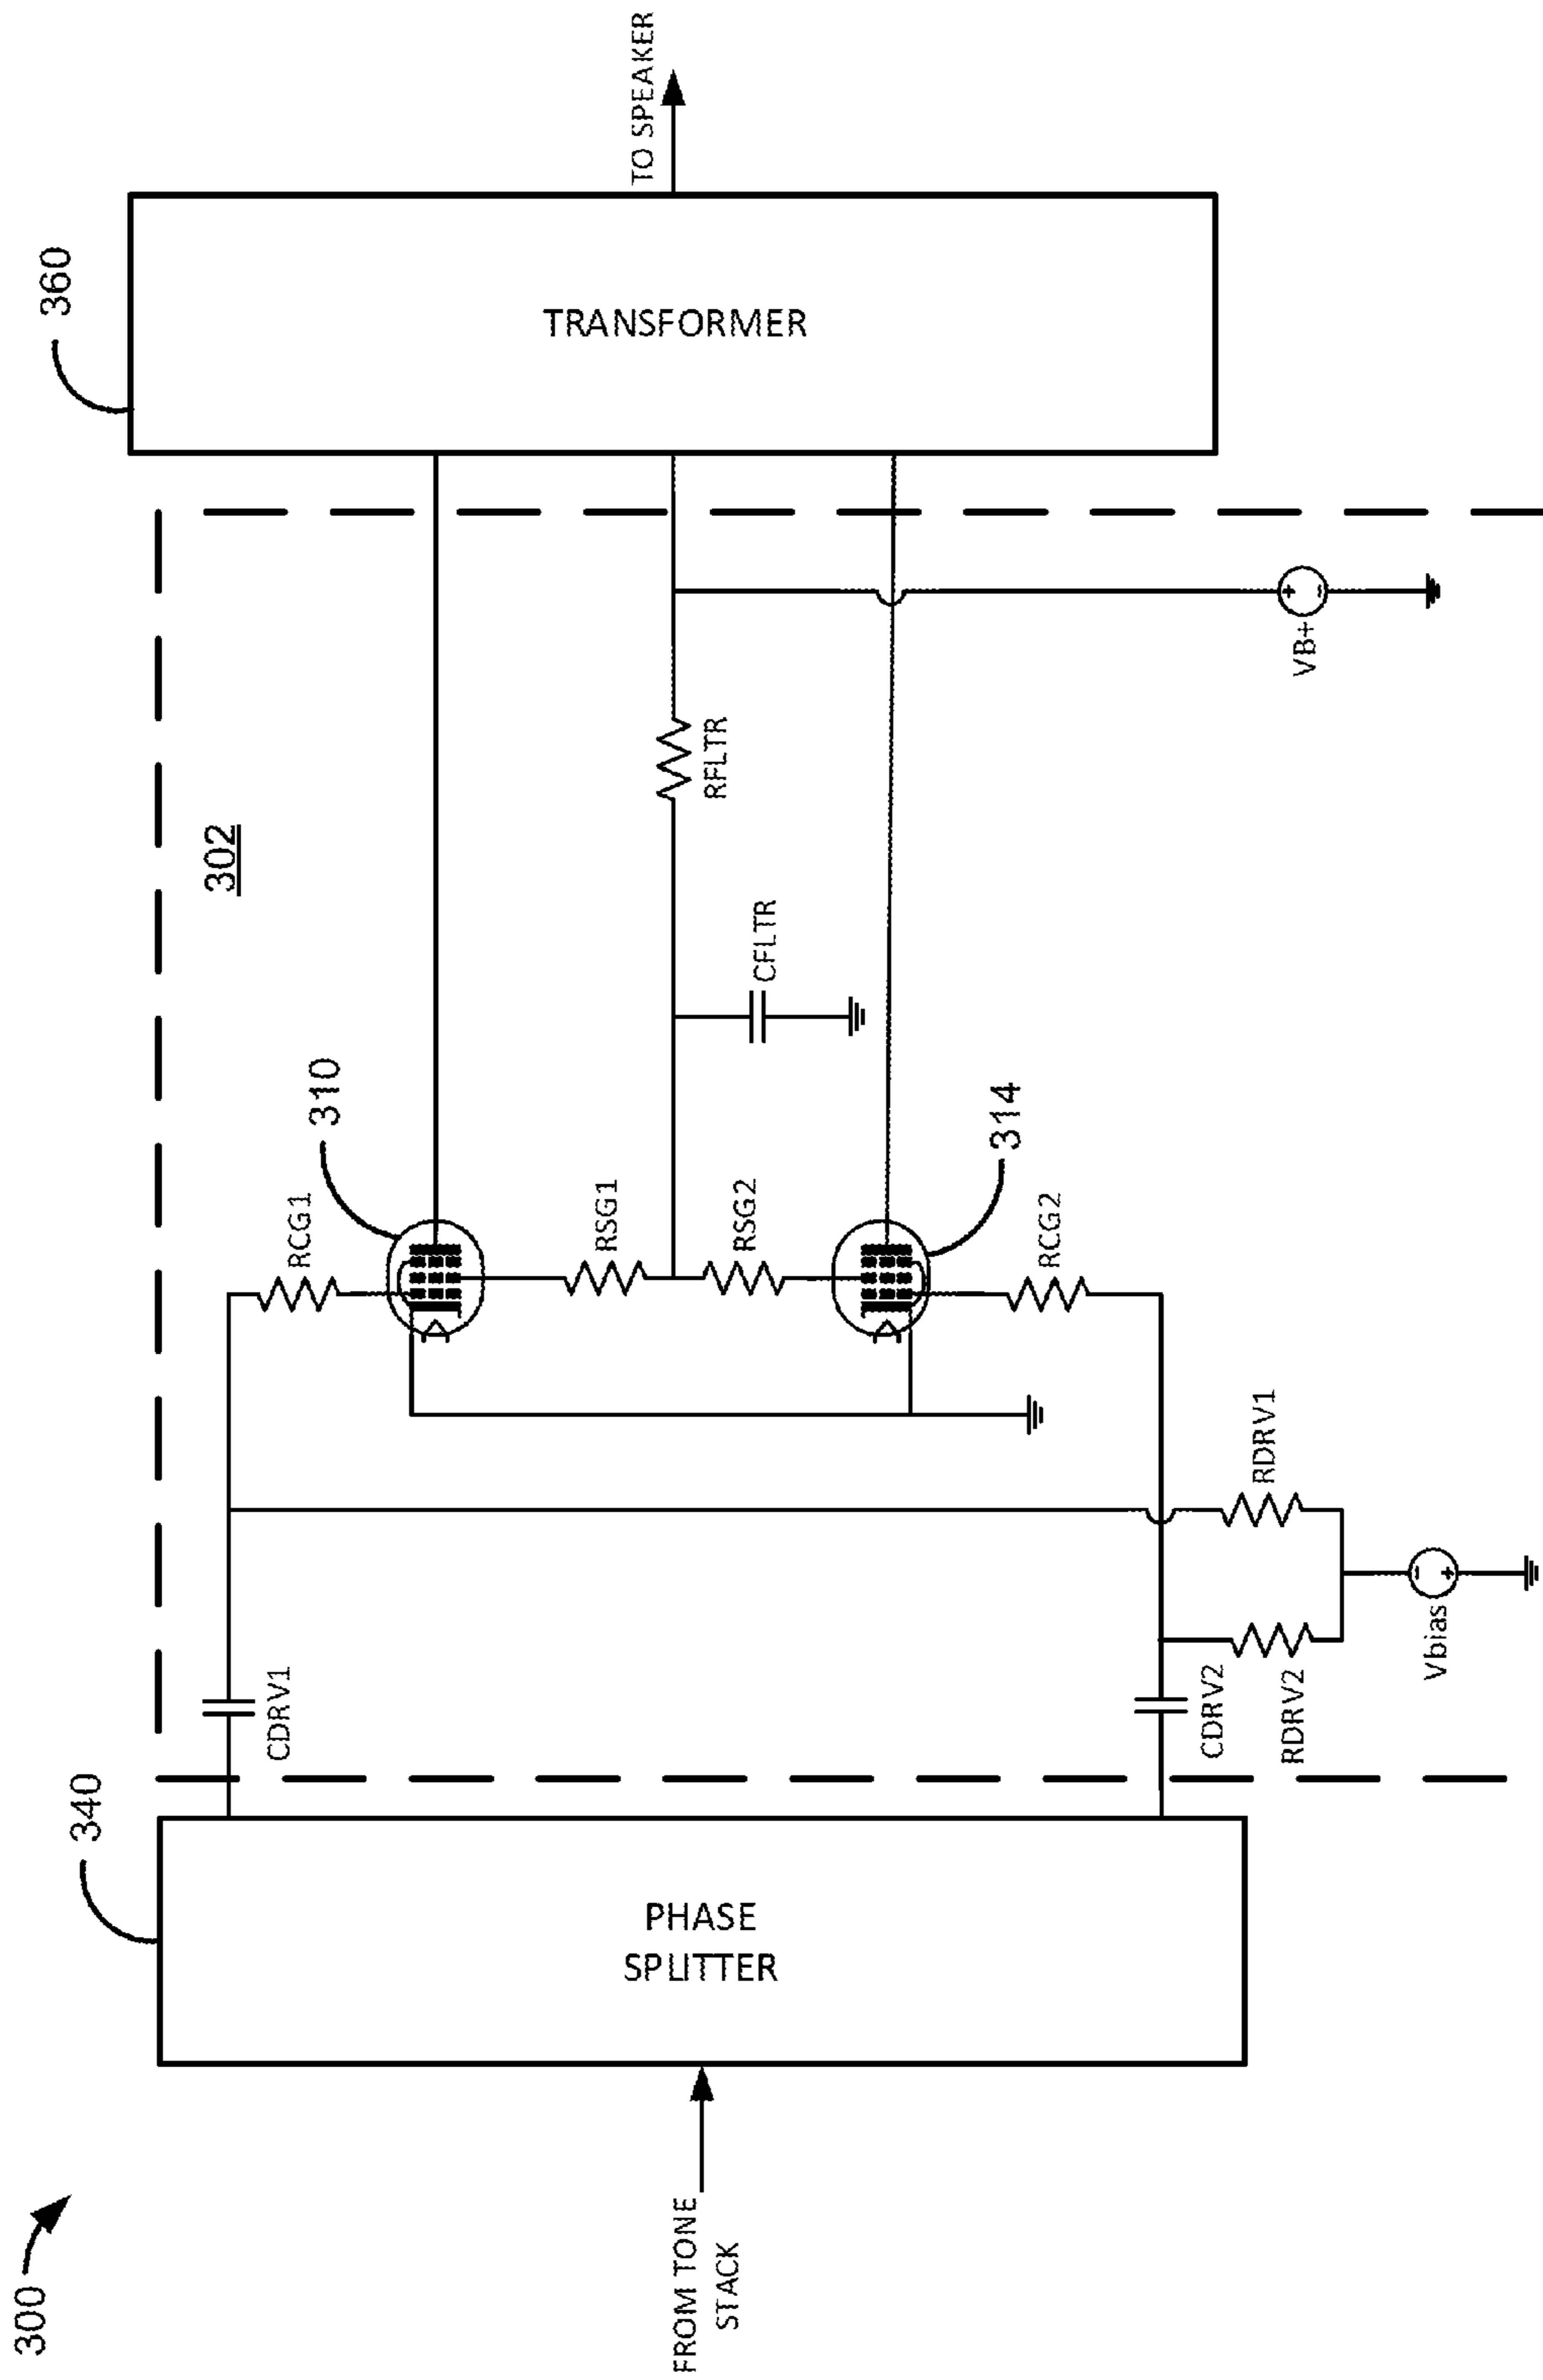 300
FROM TONE
STACK
340
PHASE
SPLITTER
CDRV1
CDRV2
RDRV2
RDRV1
Vbias
-
+
302
RCG1
310
RSG1
RSG2
314
RCG2
CFLTR
RFLTR
VB+
+
-
360
TRANSFORMER
TO SPEAKER